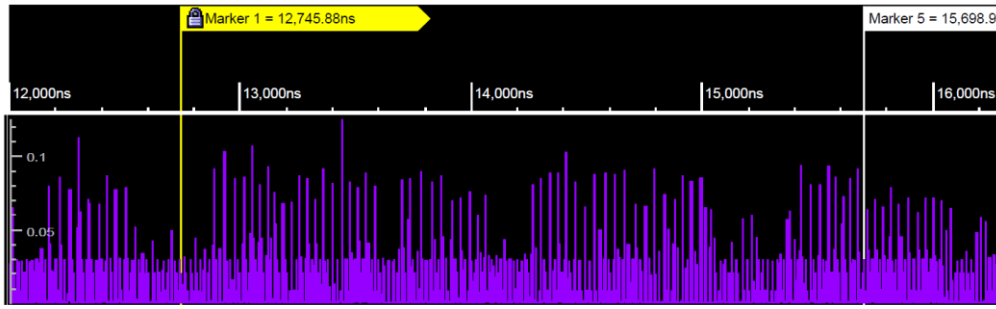 Marker 1 = 12,745.88ns
Marker 5 = 15,698.9
12,000ns
13,000ns
14,000ns
15,000ns
16,000ns
0.1
0.05